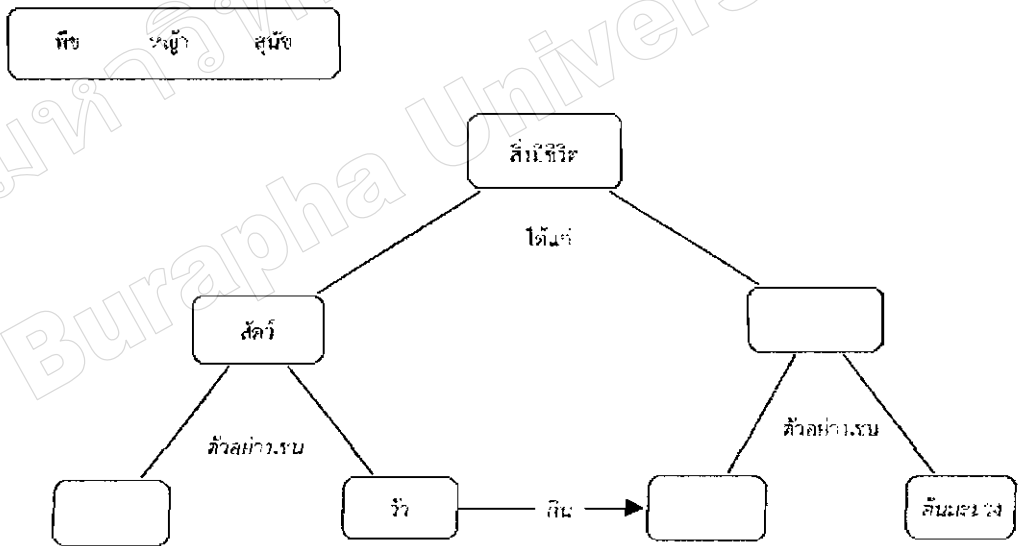 พืช หญ้า สุนัข
สิ่งมีชีวิต
ได้แก่
สัตว์
ตัวอย่างเช่น
ตัวอย่างเช่น
วัว
กิน
ต้นมะม่วง
Burapha Univers